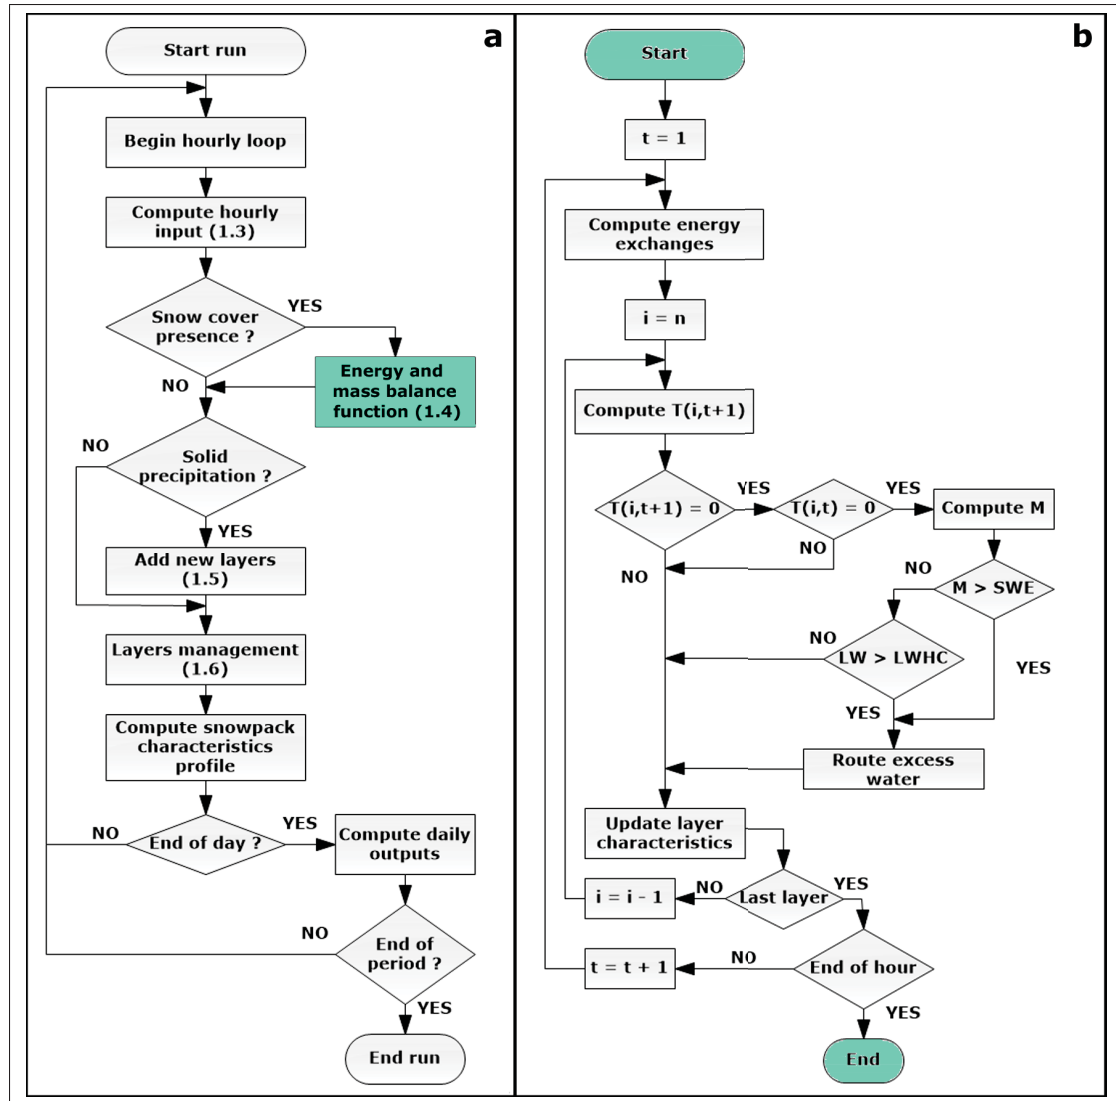 a
Start run
Begin hourly loop
Compute hourly
input (1.3)
Snow cover
presence ?
YES
NO
Energy and
mass balance
function (1.4)
Solid
precipitation ?
NO
YES
Add new layers
(1.5)
Layers management
(1.6)
Compute snowpack
characteristics
profile
End of day ?
NO
YES
Compute daily
outputs
End of
period ?
NO
YES
End run
b
Start
t = 1
Compute energy
exchanges
i = n
Compute T(i,t+1)
T(i,t+1) = 0
YES
NO
T(i,t) = 0
YES
NO
Compute M
M > SWE
NO
YES
LW > LWHC
NO
YES
Route excess
water
Update layer
characteristics
Last layer
NO
YES
i = i - 1
End of hour
NO
YES
t = t + 1
End